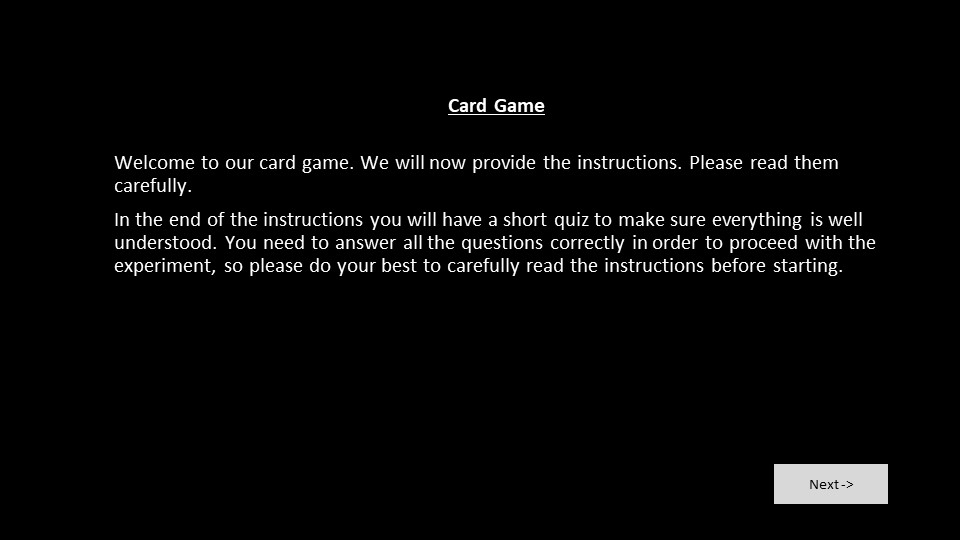 Card Game
Welcome to our card game. We will now provide the instructions. Please read them
carefully.
In the end of the instructions you will have a short quiz to make sure everything is well
understood. You need to answer all the questions correctly in order to proceed with the
experiment, so please do your best to carefully read the instructions before starting.
Next ->